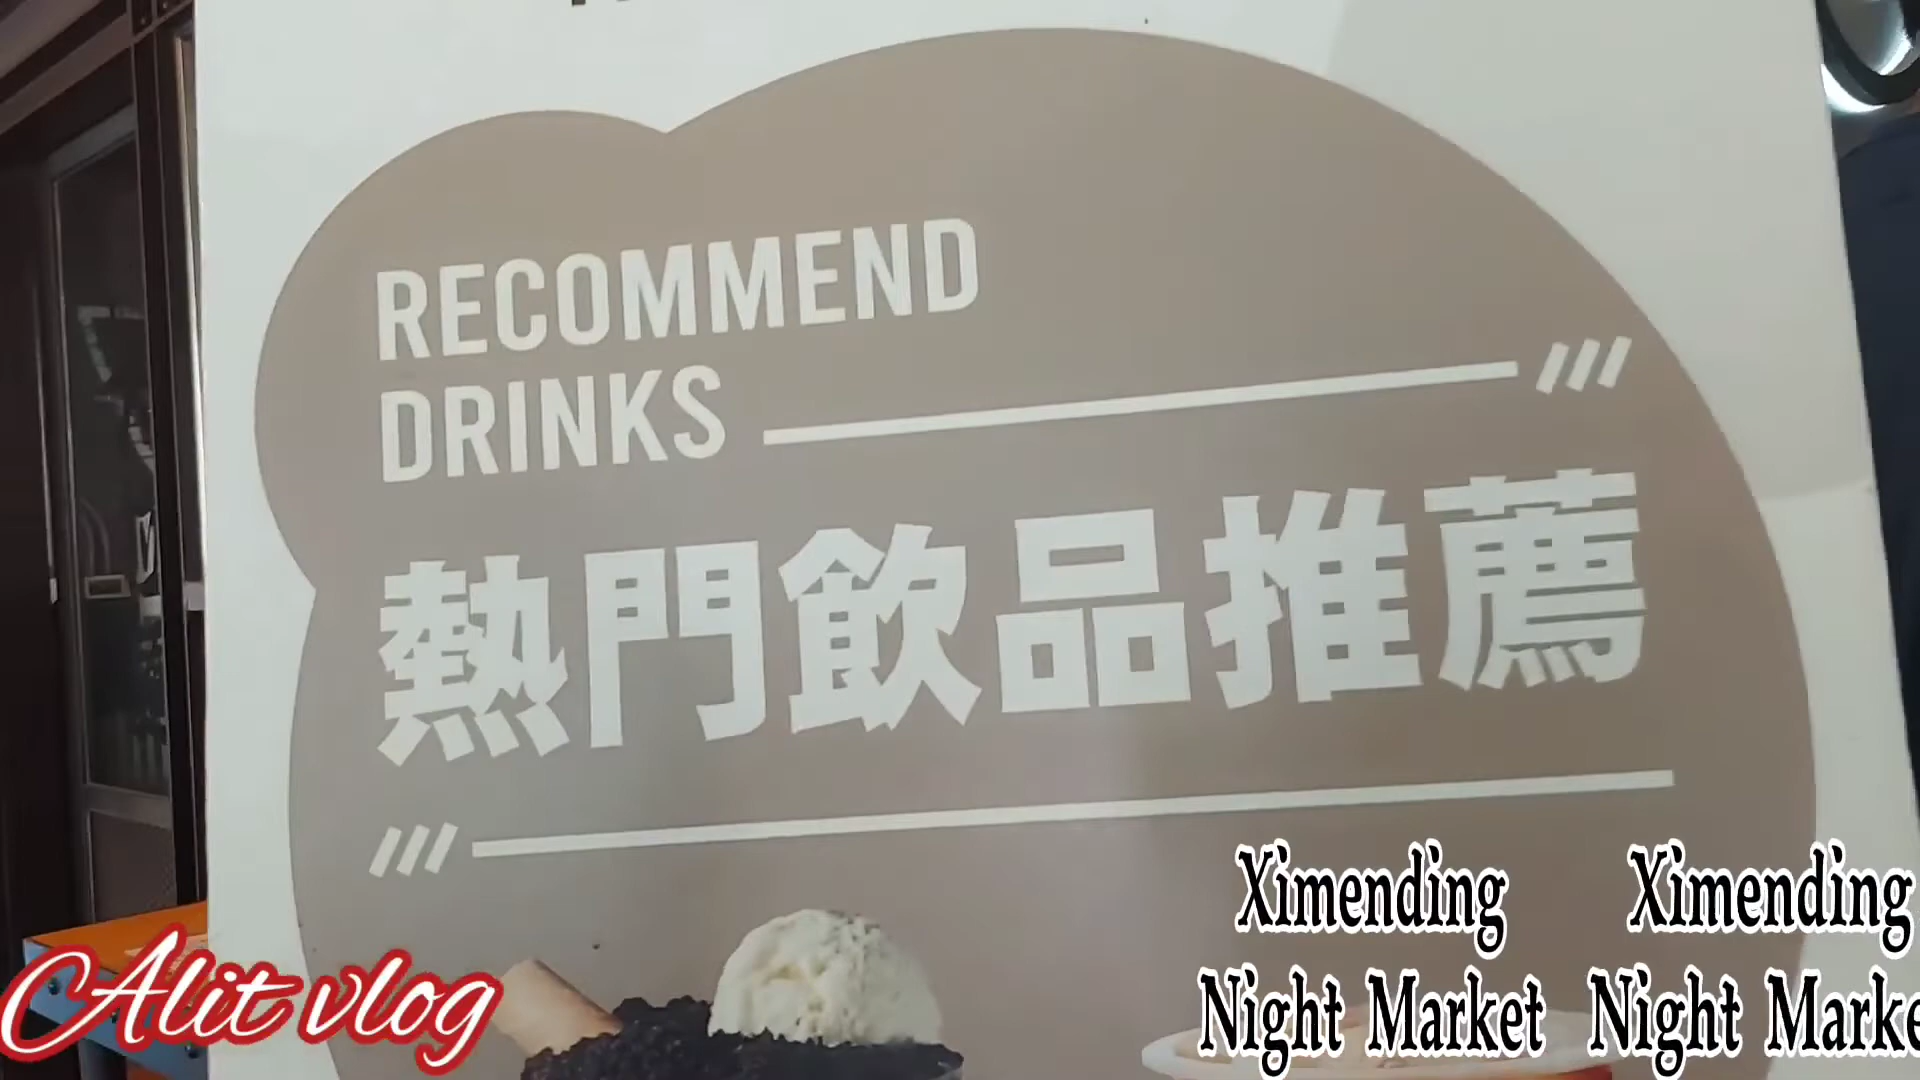 RECOMMEND
DRINKS
熱門飲品推薦
Alit vlog
Ximending
Night Market
Ximending
Night Marke